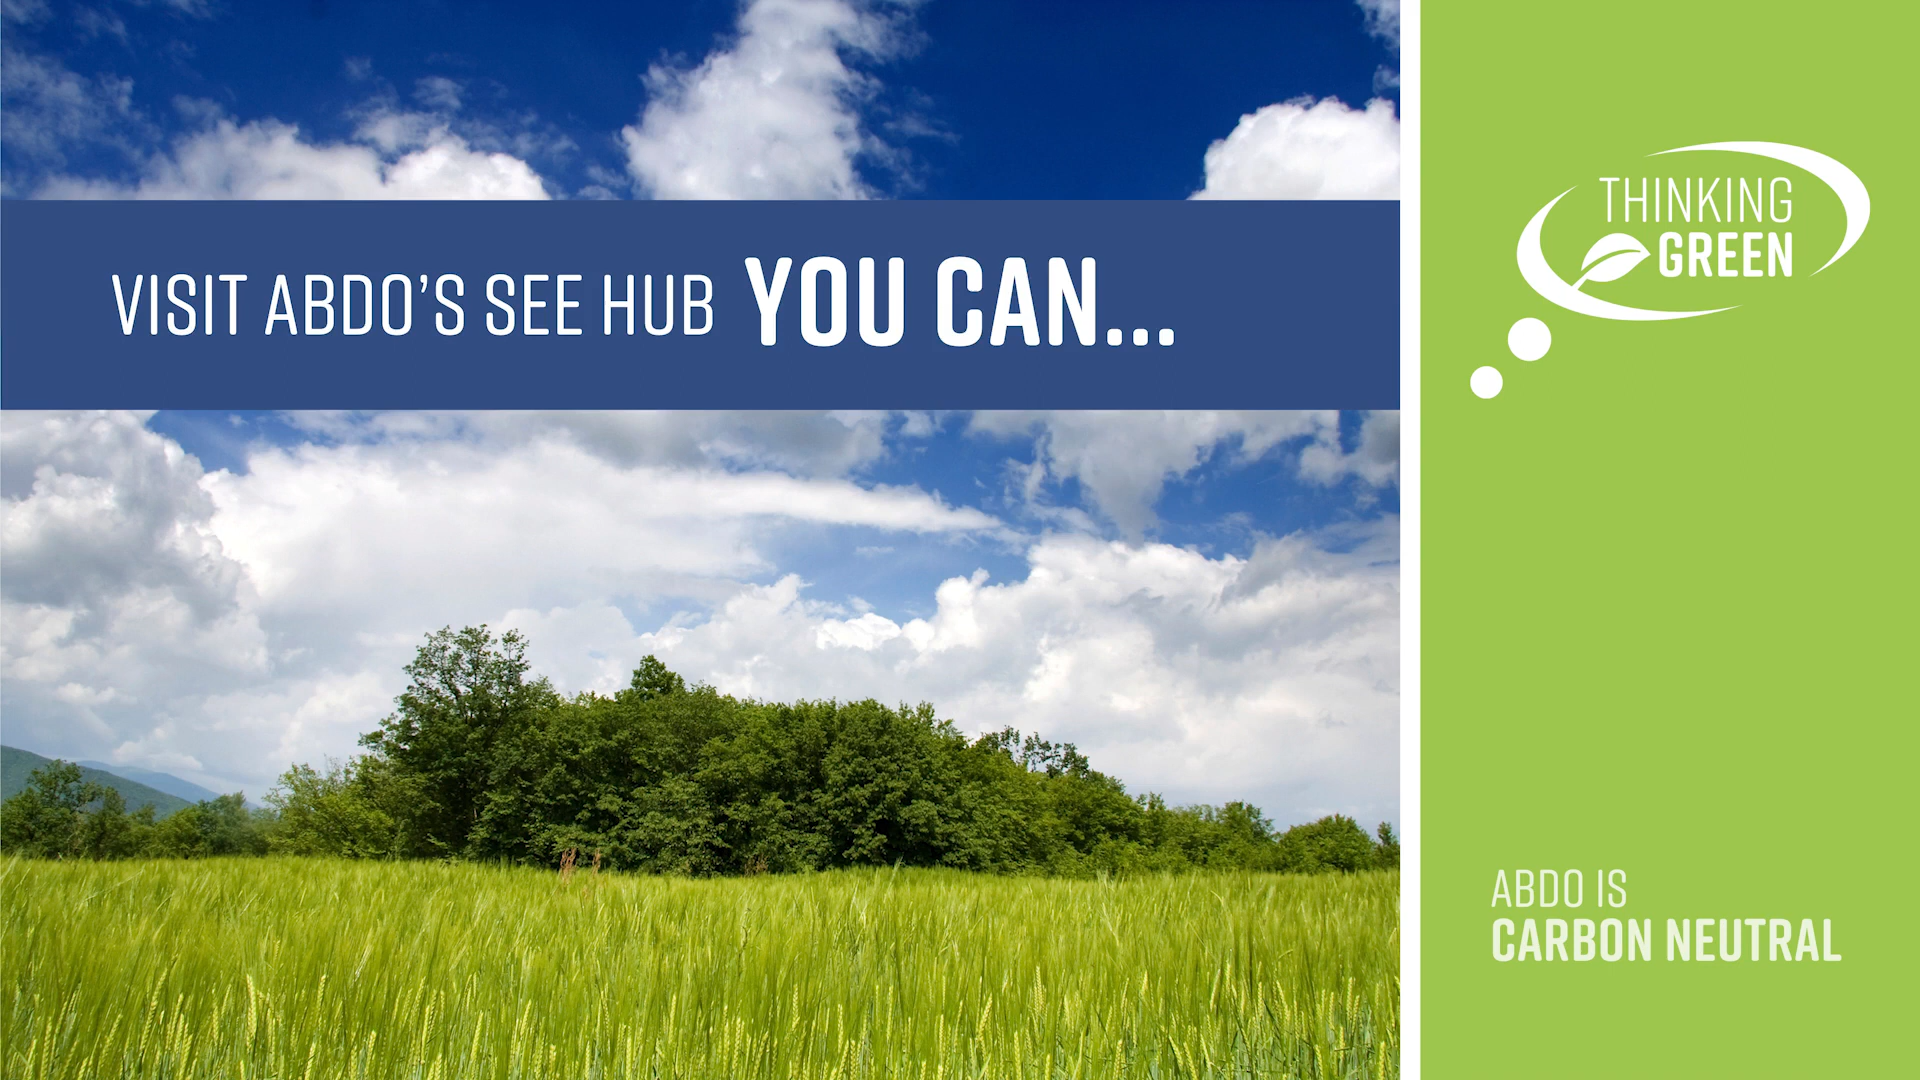 VISIT ABDO’S SEE HUB YOU CAN...
THINKING
GREEN
ABDO IS
CARBON NEUTRAL